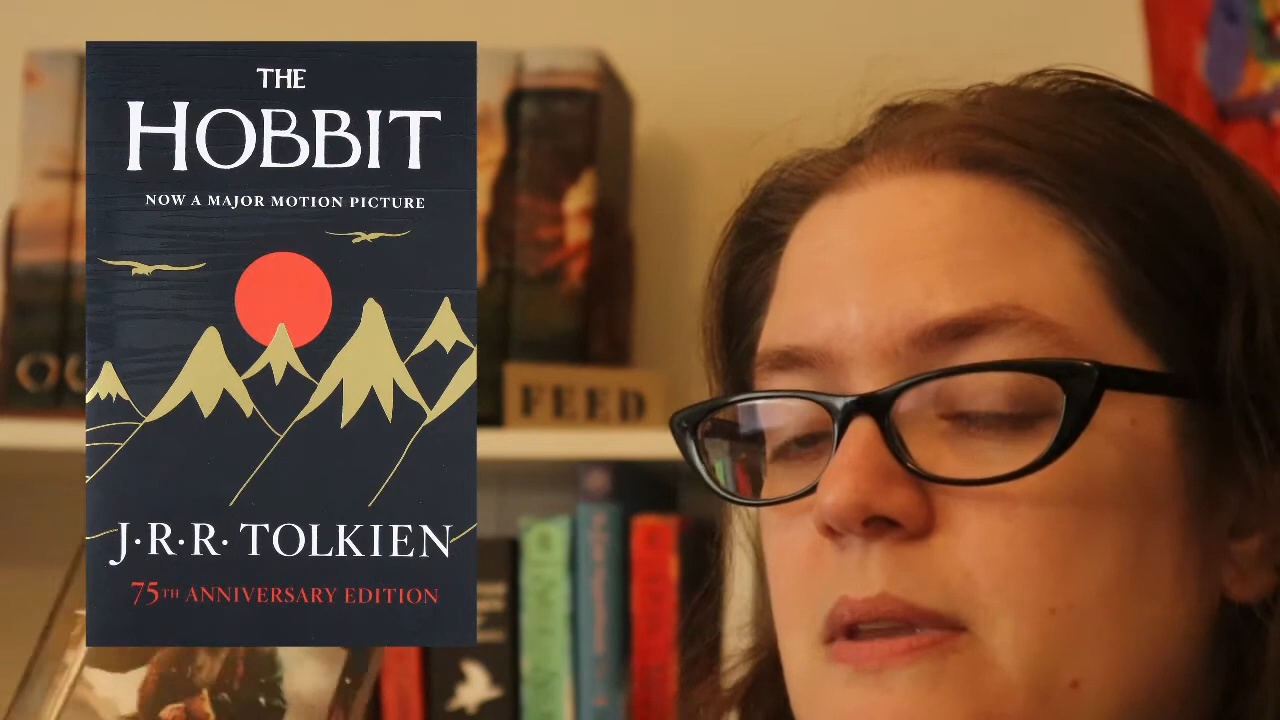 THE
HOBBIT
NOW A MAJOR MOTION PICTURE
J·R·R· TOLKIEN
75TH ANNIVERSARY EDITION
FEED